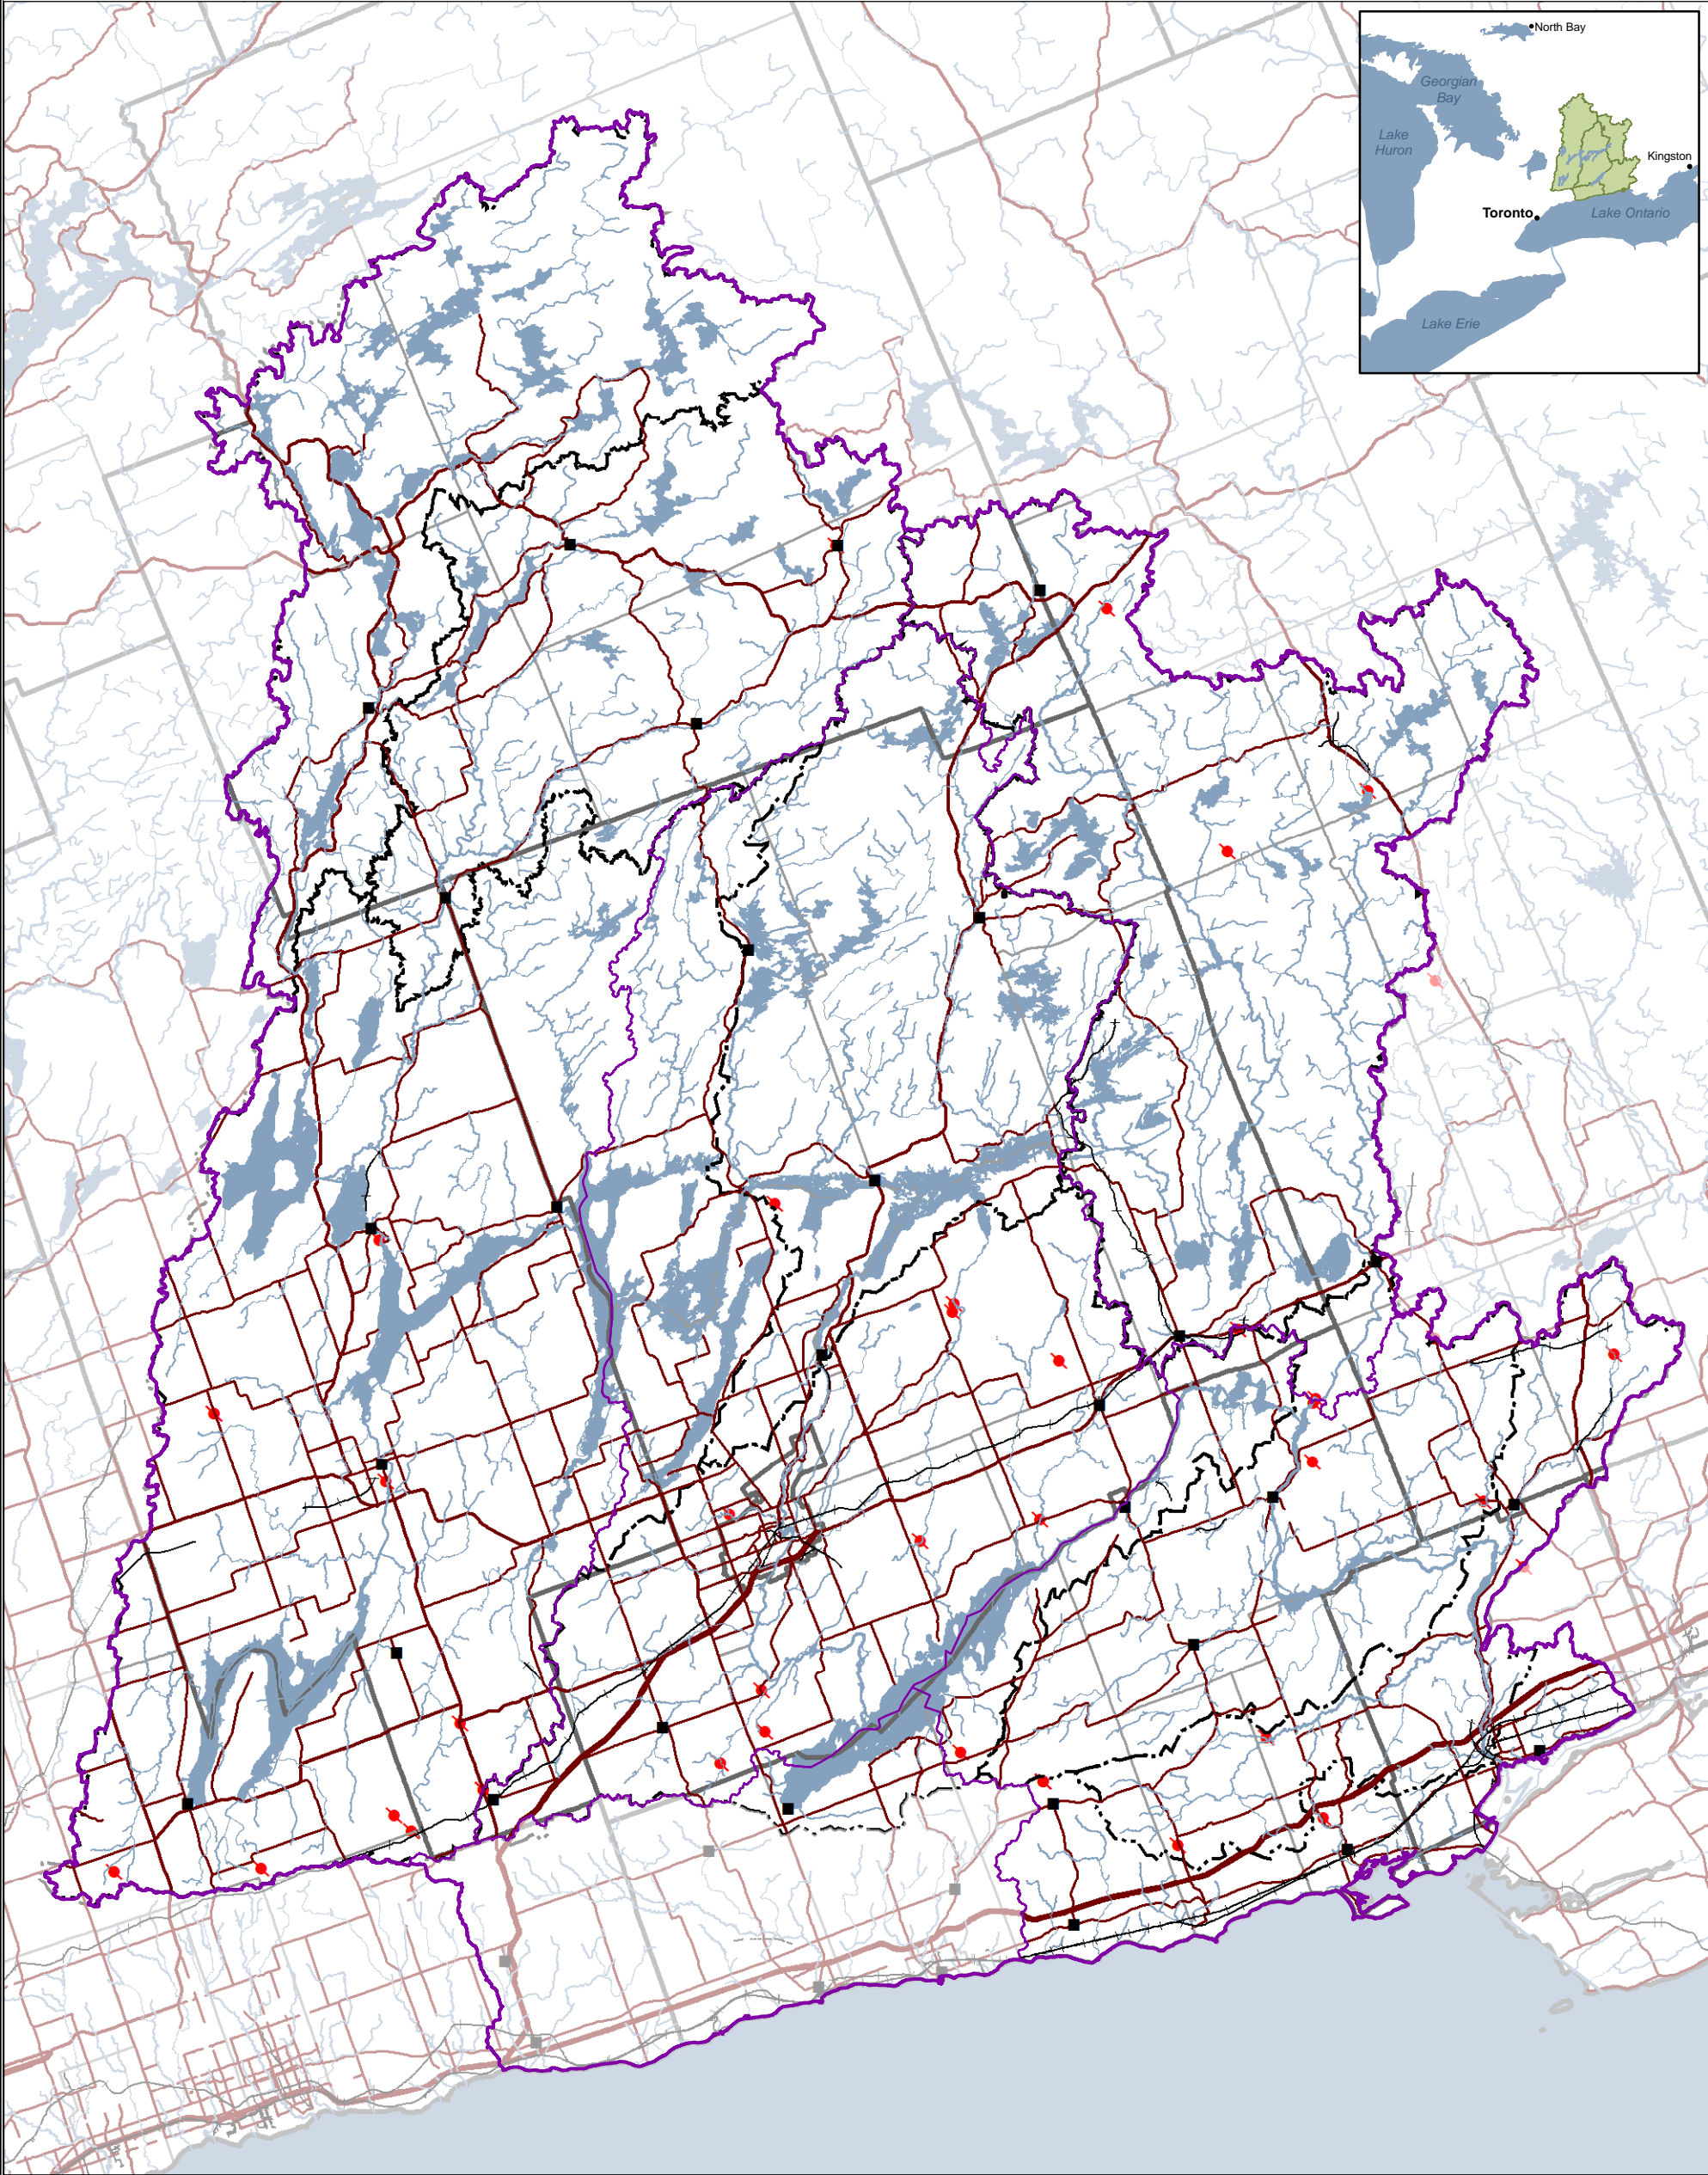 North Bay
Georgian
Bay
Lake
Huron
Kingston
Toronto
Lake Ontario
Lake Erie